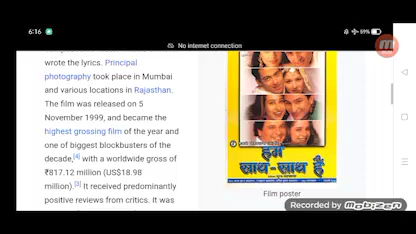 6:16
No internet connection
59%
wrote the lyrics. Principal
photography took place in Mumbai
and various locations in Rajasthan.
The film was released on 5
November 1999, and became the
highest grossing film of the year and
one of biggest blockbusters of the
decade,[4] with a worldwide gross of
₹817.12 million (US$18.98
million).[3] It received predominantly
positive reviews from critics. It was
हम
साथ-साथ हैं
Film poster
Recorded by
MOBIZEN